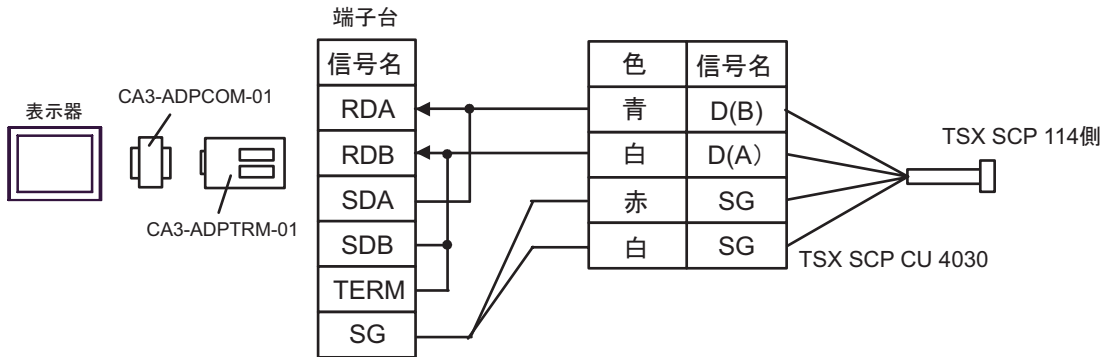 端子台
信号名
RDA
RDB
SDA
SDB
TERM
SG
表示器
CA3-ADPCOM-01
CA3-ADPTRM-01
色 信号名
青 D(B)
白 D(A）
赤 SG
白 SG
TSX SCP 114側
TSX SCP CU 4030